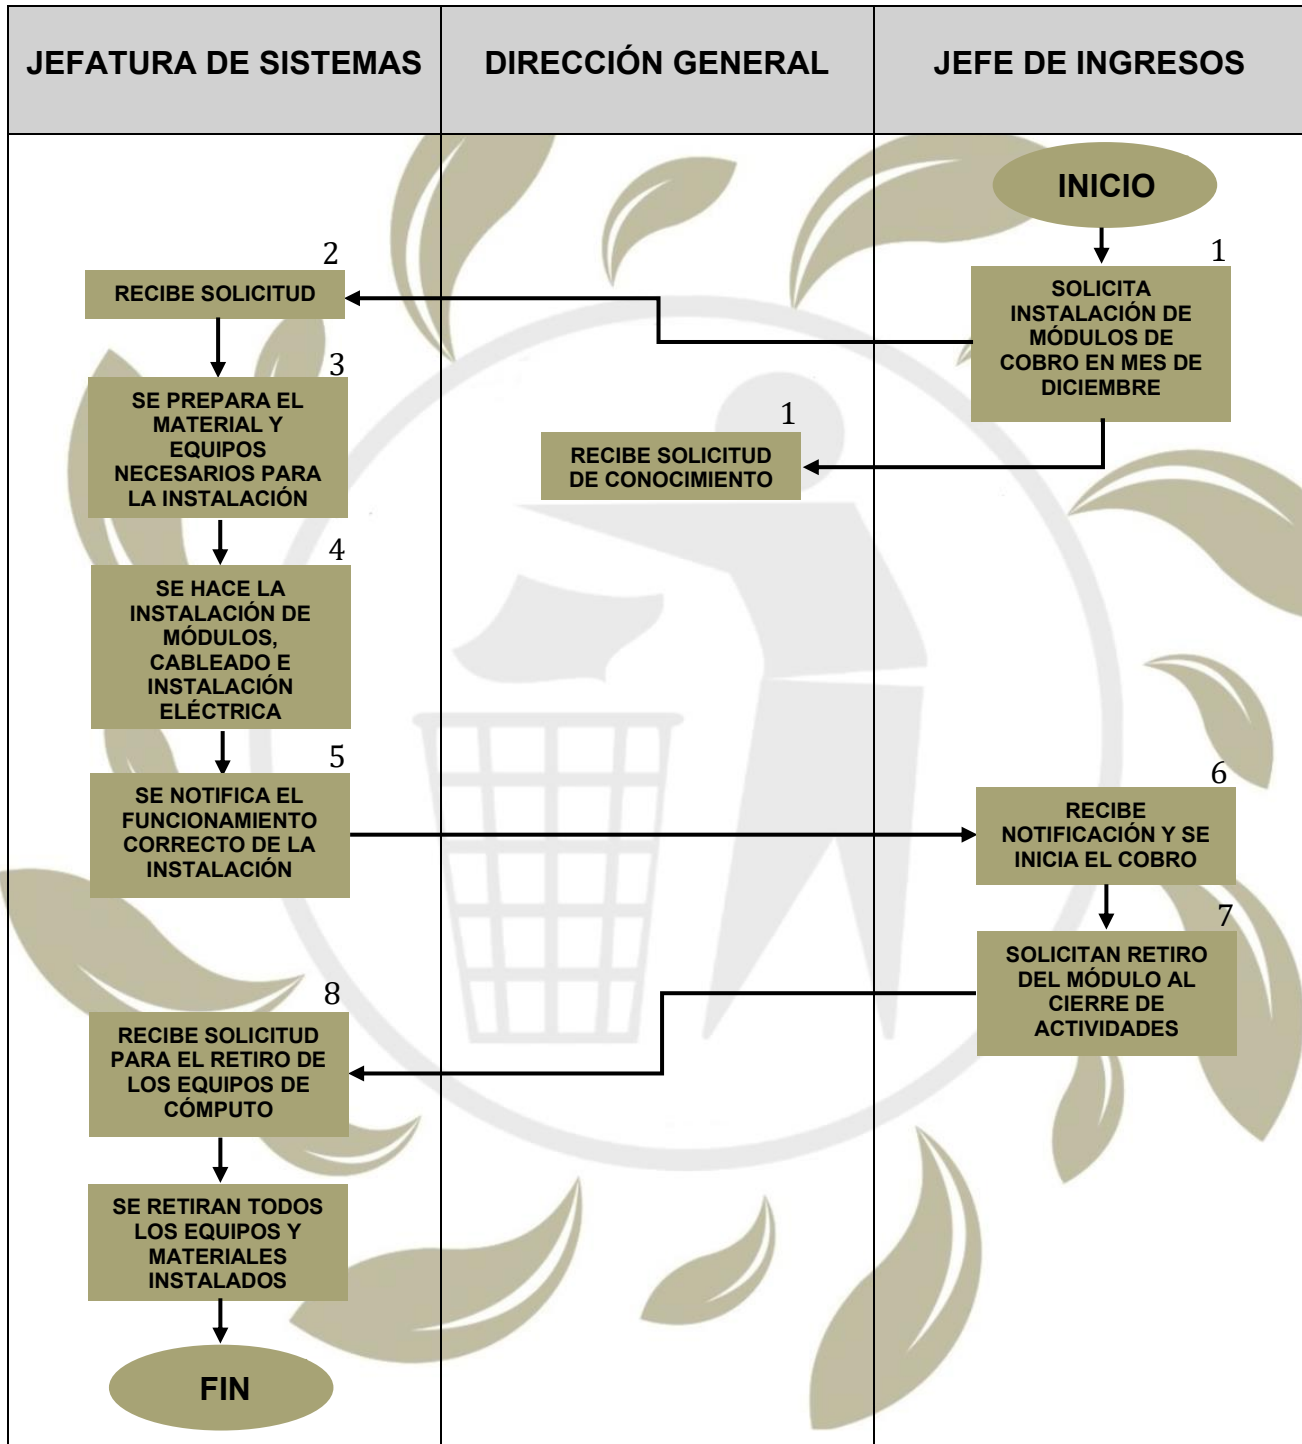 JEFATURA DE SISTEMAS
DIRECCIÓN GENERAL
JEFE DE INGRESOS
INICIO
1
SOLICITA
INSTALACIÓN DE
MÓDULOS DE
COBRO EN MES DE
DICIEMBRE
2
RECIBE SOLICITUD
1
RECIBE SOLICITUD
DE CONOCIMIENTO
3
SE PREPARA EL
MATERIAL Y
EQUIPOS
NECESARIOS PARA
LA INSTALACIÓN
4
SE HACE LA
INSTALACIÓN DE
MÓDULOS,
CABLEADO E
INSTALACIÓN
ELÉCTRICA
5
SE NOTIFICA EL
FUNCIONAMIENTO
CORRECTO DE LA
INSTALACIÓN
6
RECIBE
NOTIFICACIÓN Y SE
INICIA EL COBRO
7
SOLICITAN RETIRO
DEL MÓDULO AL
CIERRE DE
ACTIVIDADES
8
RECIBE SOLICITUD
PARA EL RETIRO DE
LOS EQUIPOS DE
CÓMPUTO
SE RETIRAN TODOS
LOS EQUIPOS Y
MATERIALES
INSTALADOS
FIN